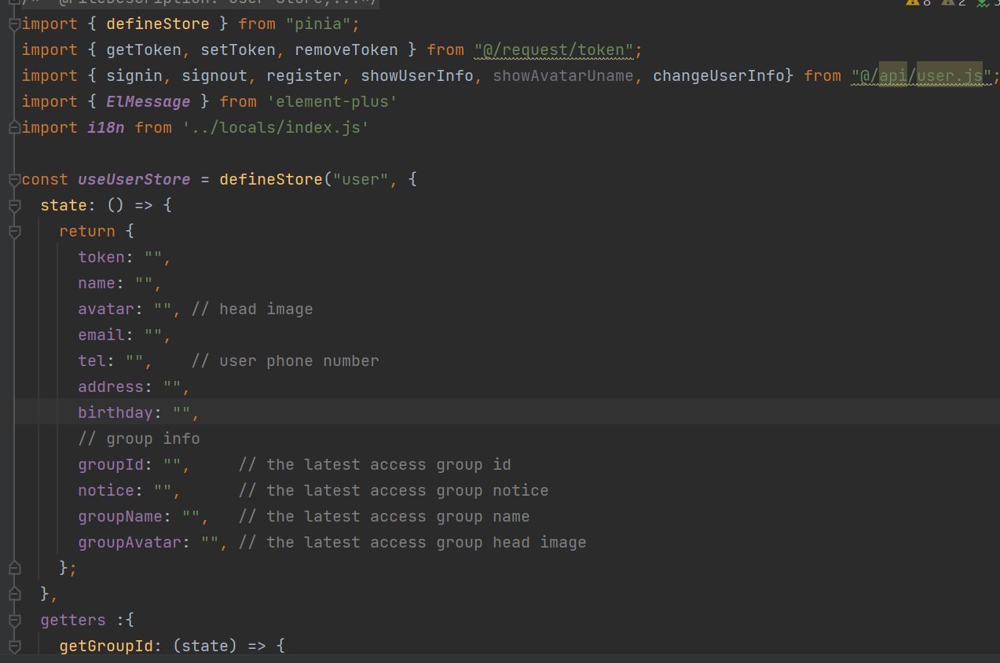 /* @FileDescription: User Store,...*/
8 2
import { defineStore } from "pinia";
import { getToken, setToken, removeToken } from "@/request/token";
import { signin, signout, register, showUserInfo, showAvatarUname, changeUserInfo} from "@/api/user.js";
import { ElMessage } from 'element-plus'
import i18n from '../locals/index.js'
const useUserStore = defineStore("user", {
  state: () => {
    return {
      token: "",
      name: "",
      avatar: "", // head image
      email: "",
      tel: "",    // user phone number
      address: "",
      birthday: "",
      // group info
      groupId: "",     // the latest access group id
      notice: "",      // the latest access group notice
      groupName: "",   // the latest access group name
      groupAvatar: "", // the latest access group head image
    };
  },
  getters :{
    getGroupId: (state) => {